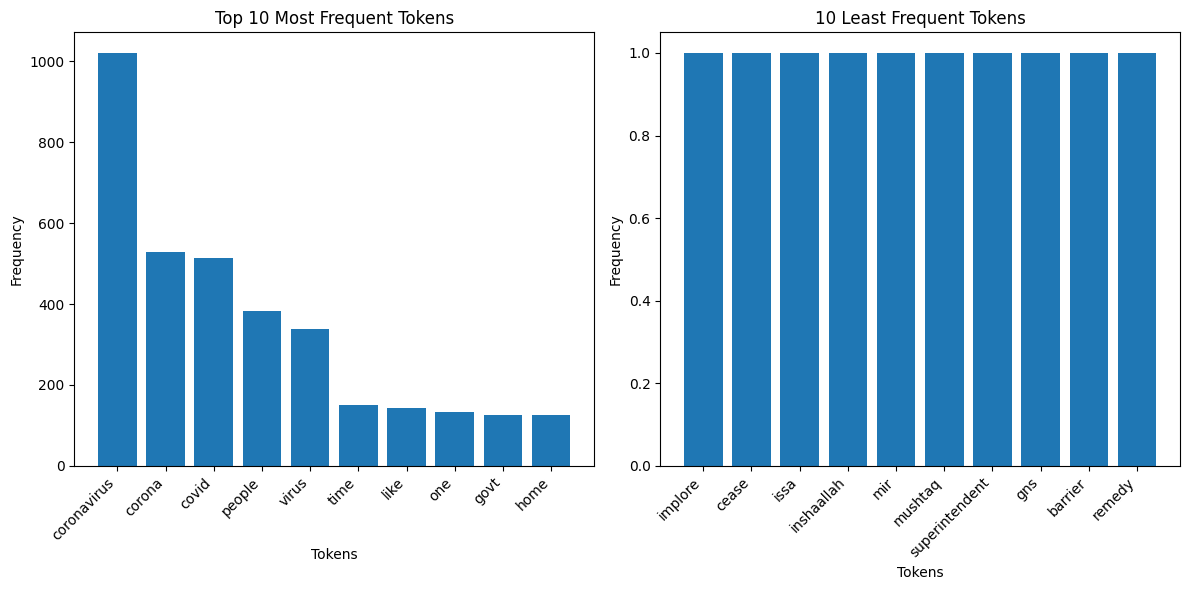 Top 10 Most Frequent Tokens
1000
800
600
400
200
0
Frequency
coronavirus
corona
covid
people
virus
time
like
one
govt
home
Tokens
10 Least Frequent Tokens
1.0
0.8
0.6
0.4
0.2
0.0
Frequency
implore
cease
issa
inshaallah
mir
mushtaq
superintendent
gns
barrier
remedy
Tokens